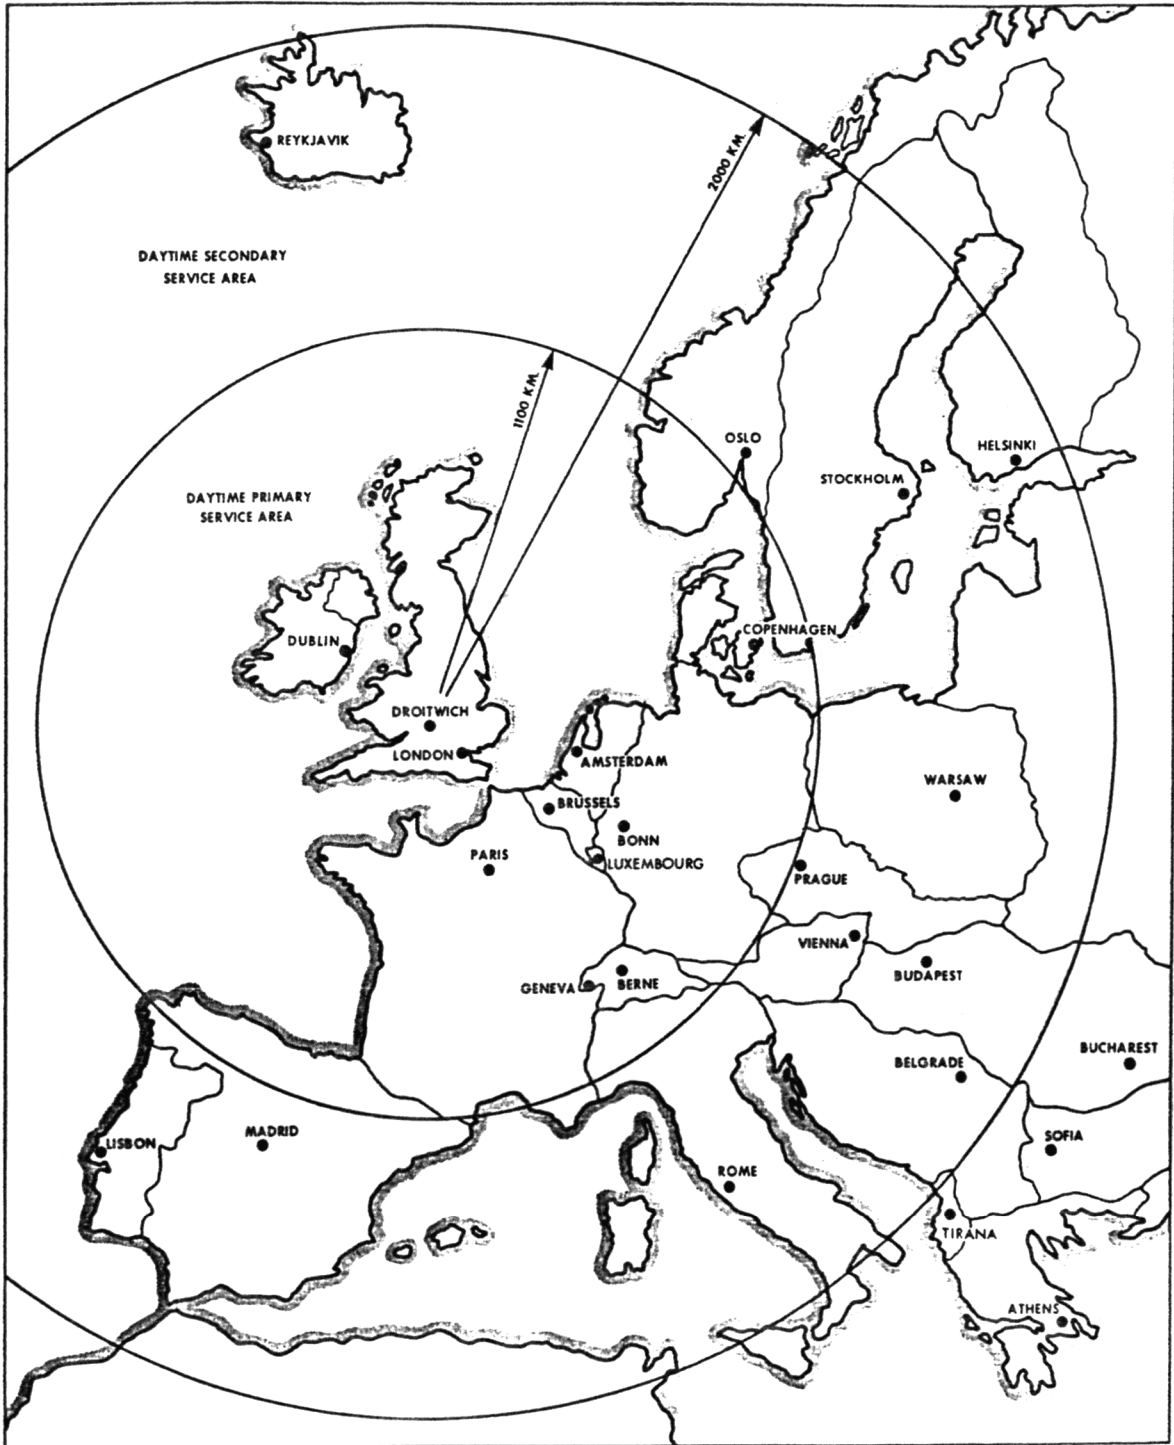 REYKJAVIK
2000 KM.
DAYTIME SECONDARY
SERVICE AREA
1100 KM.
OSLO
HELSINKI
STOCKHOLM
DAYTIME PRIMARY
SERVICE AREA
COPENHAGEN
DUBLIN
DROITWICH
LONDON
AMSTERDAM
WARSAW
BRUSSELS
BONN
PARIS
LUXEMBOURG
PRAGUE
VIENNA
BUDAPEST
GENEVA
BERNE
BUCHAREST
BELGRADE
MADRID
SOFIA
LISBON
ROME
TIRANA
ATHENS